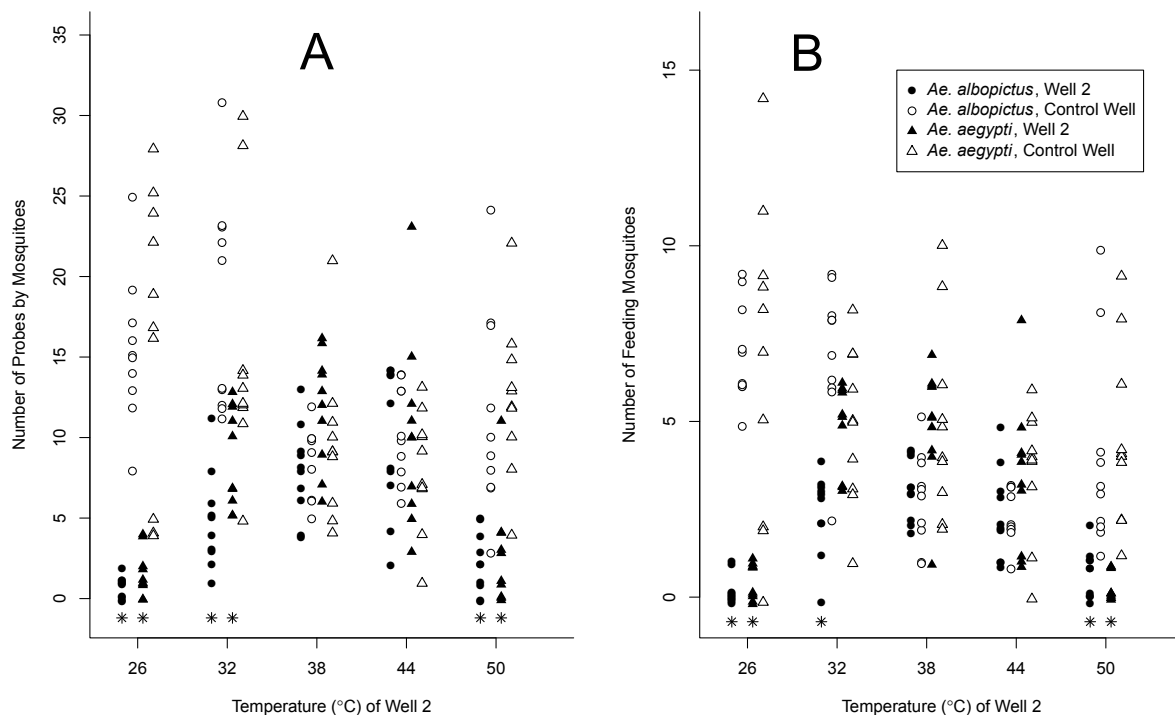 A
Number of Probes by Mosquitoes
35
30
25
20
15
10
5
0
* * * * * *
26 32 38 44 50
Temperature (°C) of Well 2
B
Number of Feeding Mosquitoes
15
10
5
0
Ae. albopictus, Well 2
Ae. albopictus, Control Well
Ae. aegypti, Well 2
Ae. aegypti, Control Well
* * * * *
26 32 38 44 50
Temperature (°C) of Well 2